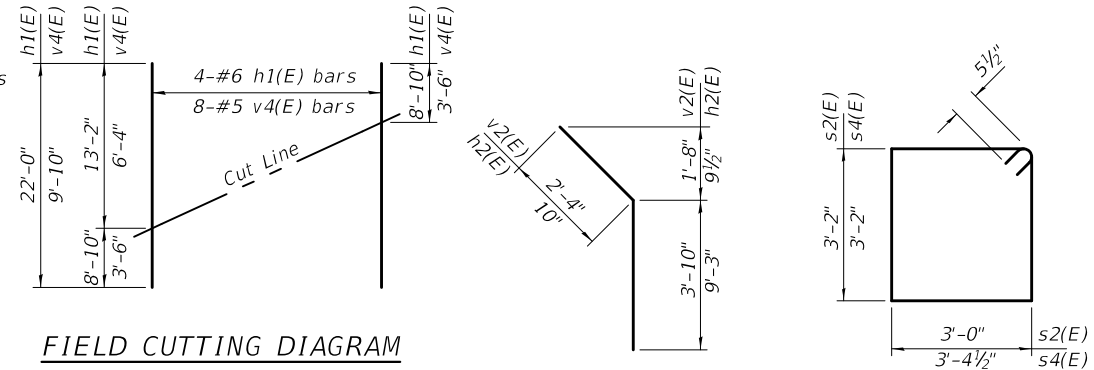 s
h1(E)
v4(E)
h1(E)
v4(E)
22'-0"
9'-10"
13'-2"
6'-4"
8'-10"
3'-6"
4-#6 h1(E) bars
8-#5 v4(E) bars
Cut Line
h1(E)
v4(E)
8'-10"
3'-6"
FIELD CUTTING DIAGRAM
v2(E)
h2(E)
2'-4"
10"
v2(E)
h2(E)
1'-8"
9½"
3'-10"
9'-3"
5½"
s2(E)
s4(E)
3'-2"
3'-2"
3'-0"
s2(E)
3'-4½"
s4(E)